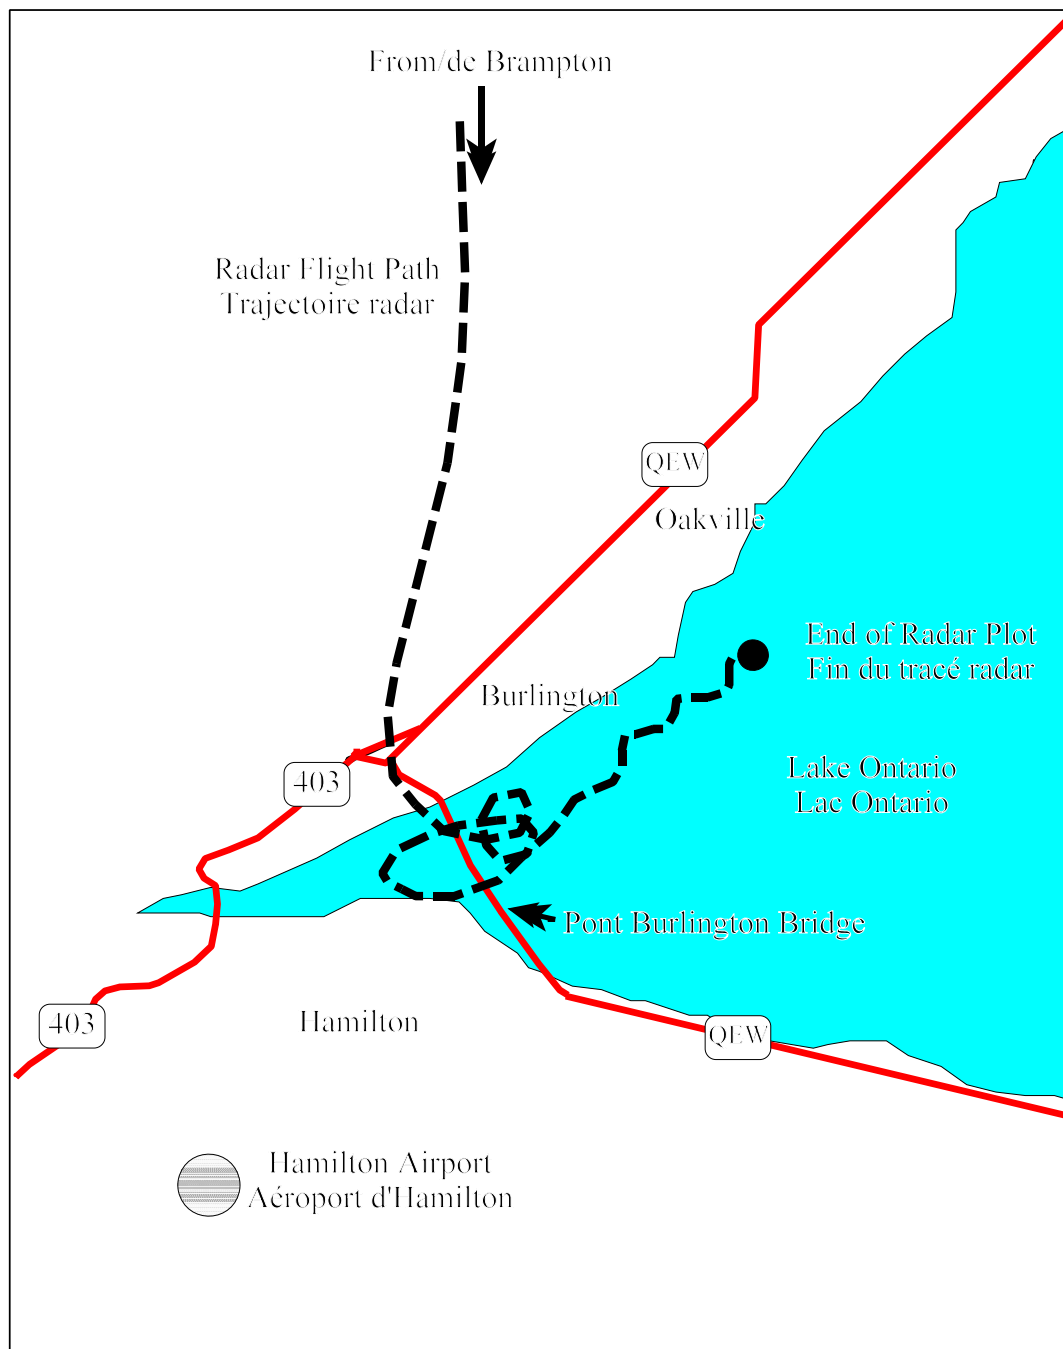 From/de Brampton
Radar Flight Path
Trajectoire radar
QEW
Oakville
End of Radar Plot
Fin du tracé radar
Burlington
Lake Ontario
Lac Ontario
403
Pont Burlington Bridge
403
Hamilton
QEW
Hamilton Airport
Aéroport d'Hamilton